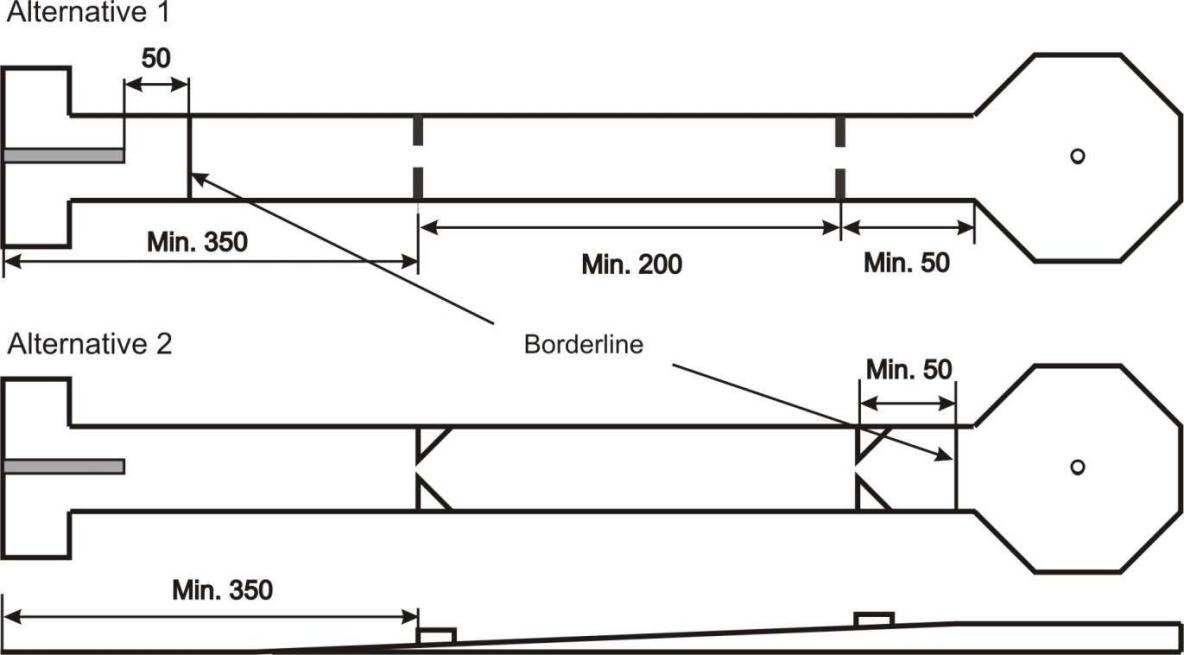 Alternative 1
50
Min. 350
Min. 200
Min. 50
Alternative 2
Borderline
Min. 50
Min. 350